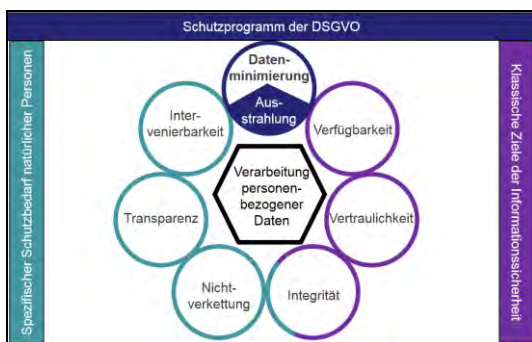 Schutzprogramm der DSGVO
Spezifischer Schutzbedarf natürlicher Personen
Daten-
minimierung
Aus-
strahlung
Inter-
venierbarkeit
Verfügbarkeit
Verarbeitung
personen-
bezogener
Daten
Transparenz
Vertraulichkeit
Nicht-
verkettung
Integrität
Klassische Ziele der Informationssicherheit